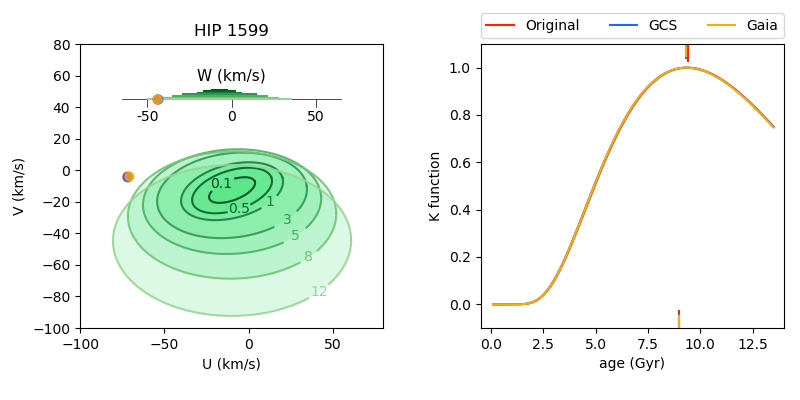 HIP 1599
Original GCS Gaia
80
60
40
20
0
−20
−40
−60
−80
−100
V (km/s)
W (km/s)
-50 0 50
0.1
0.5
1
3
5
8
12
−100 −50 0 50
U (km/s)
1.0
0.8
0.6
0.4
0.2
0.0
K function
0.0 2.5 5.0 7.5 10.0 12.5
age (Gyr)